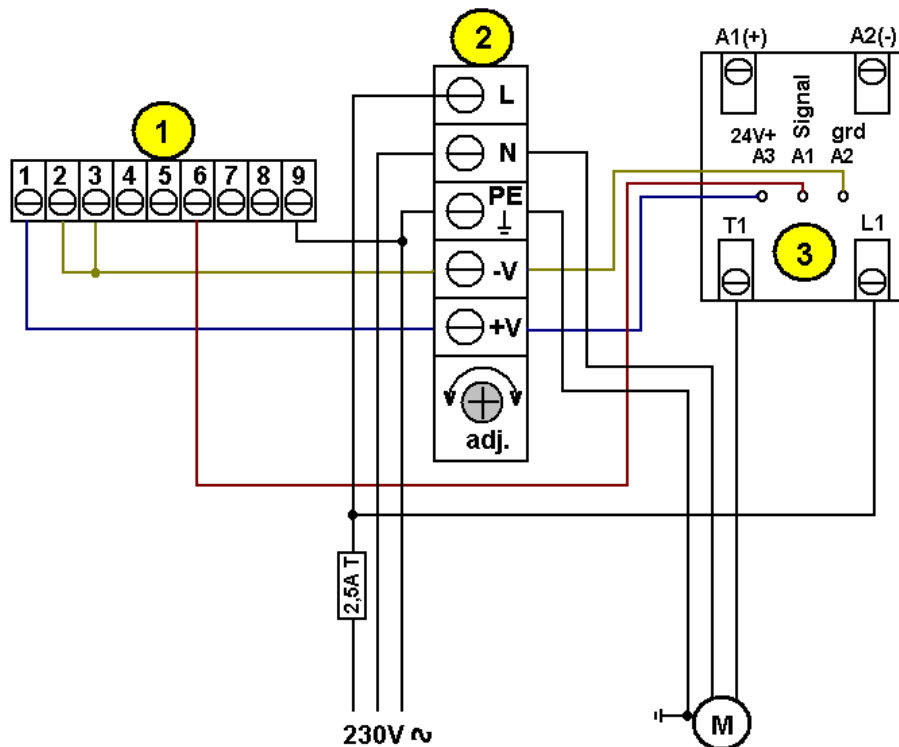 2
A1(+) A2(-)
L
1
24V+ Signal grd
A3 A1 A2
1 2 3 4 5 6 7 8 9
N
PE
T1 L1
3
-V
+V
adj.
2,5A T
M
230V ~